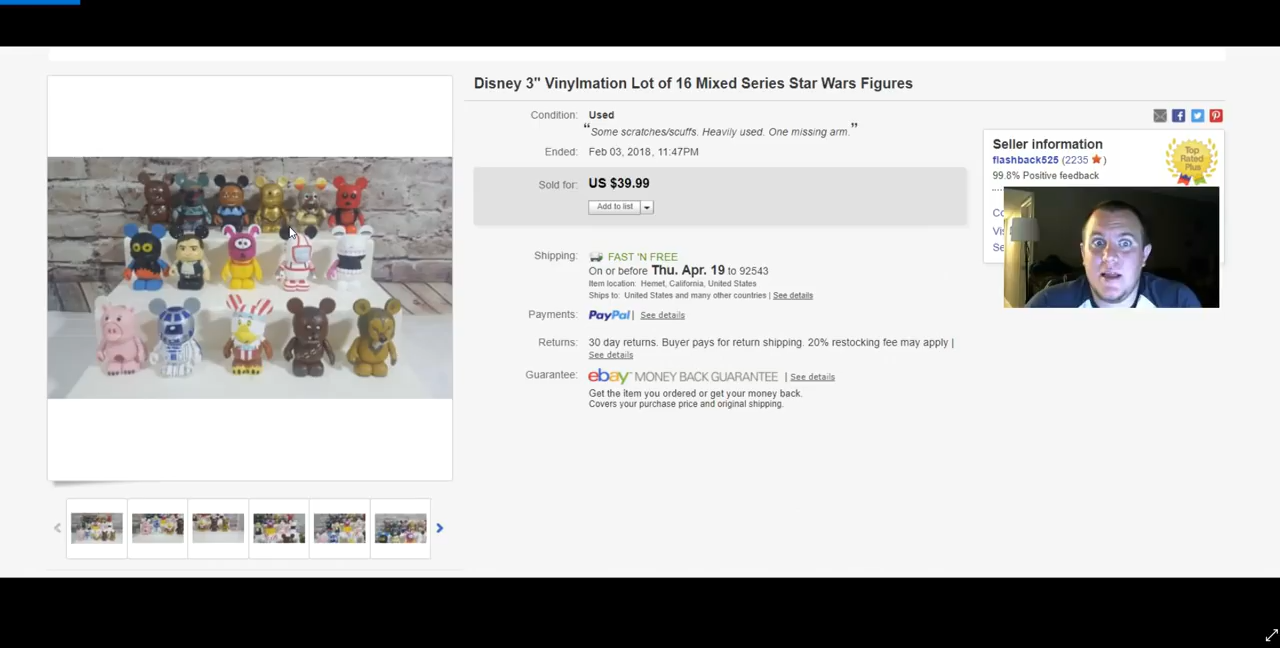 Disney 3" Vinylmation Lot of 16 Mixed Series Star Wars Figures
Condition: Used
“Some scratches/scuffs. Heavily used. One missing arm.”
Ended: Feb 03, 2018, 11:47PM
Sold for: US $39.99
Add to list
Shipping: FAST 'N FREE
On or before Thu. Apr. 19 to 92543
Item location: Hemet, California, United States
Ships to: United States and many other countries | See details
Payments: PayPal | See details
Returns: 30 day returns. Buyer pays for return shipping. 20% restocking fee may apply |
See details
Guarantee: ebay MONEY BACK GUARANTEE | See details
Get the item you ordered or get your money back.
Covers your purchase price and original shipping.
Seller information
flashback525 (2235 ★)
99.8% Positive feedback
Top
Rated
Plus
Vis
Se